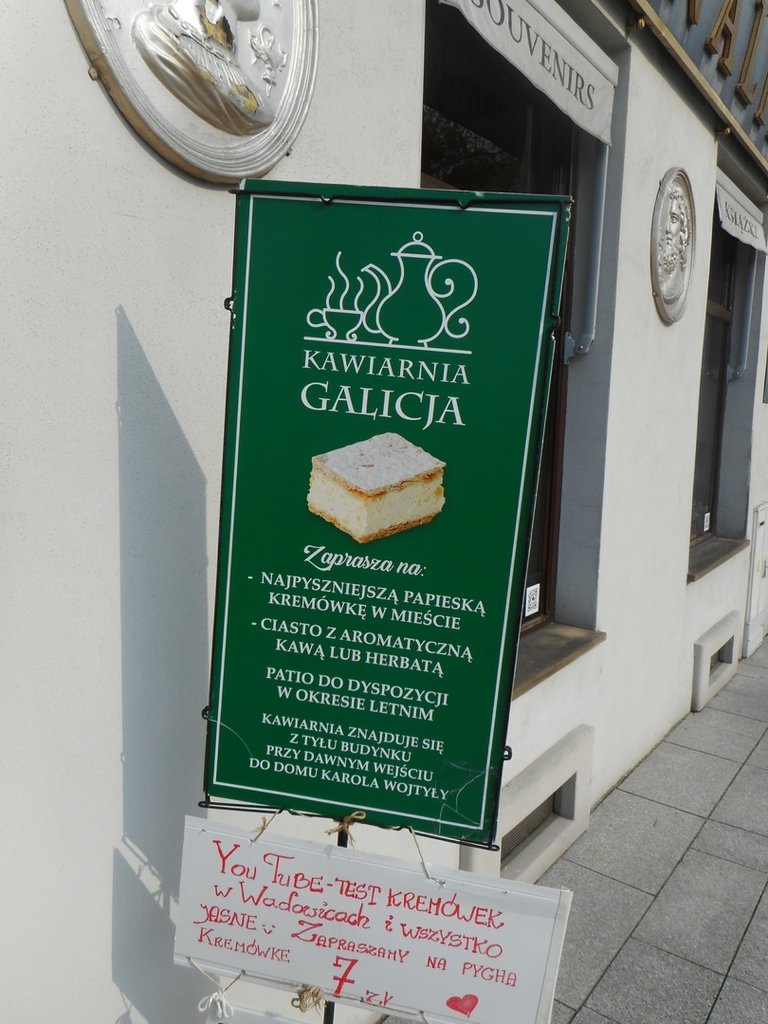 SOUVENIRS
KSIĄŻKI
KAWIARNIA
GALICJA
Zaprasza na:
- NAJPYSZNIEJSZĄ PAPIESKĄ
KREMÓWKĘ W MIEŚCIE
- CIASTO Z AROMATYCZNĄ
KAWĄ LUB HERBATĄ
PATIO DO DYSPOZYCJI
W OKRESIE LETNIM
KAWIARNIA ZNAJDUJE SIĘ
Z TYŁU BUDYNKU
PRZY DAWNYM WEJŚCIU
DO DOMU KAROLA WOJTYŁY
YOU TUBE-TEST KREMÓWEK
w Wadowicach i WSZYSTKO
JASNE ZAPRASZAMY NA PYCHA
KREMÓWKE 7 zł